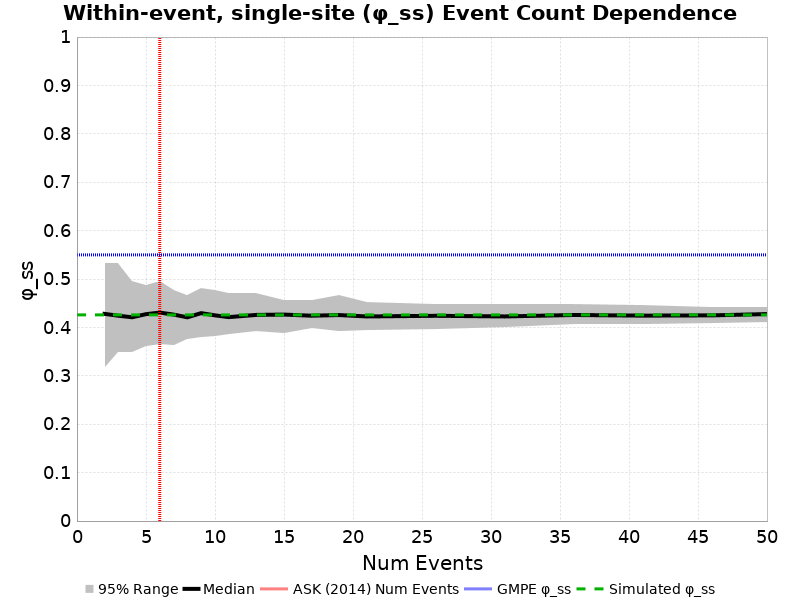 Within-event, single-site (φ_ss) Event Count Dependence
1
0.9
0.8
0.7
0.6
0.5
0.4
0.3
0.2
0.1
0
φ_ss
0 5 10 15 20 25 30 35 40 45 50
Num Events
95% Range Median ASK (2014) Num Events GMPE φ_ss Simulated φ_ss